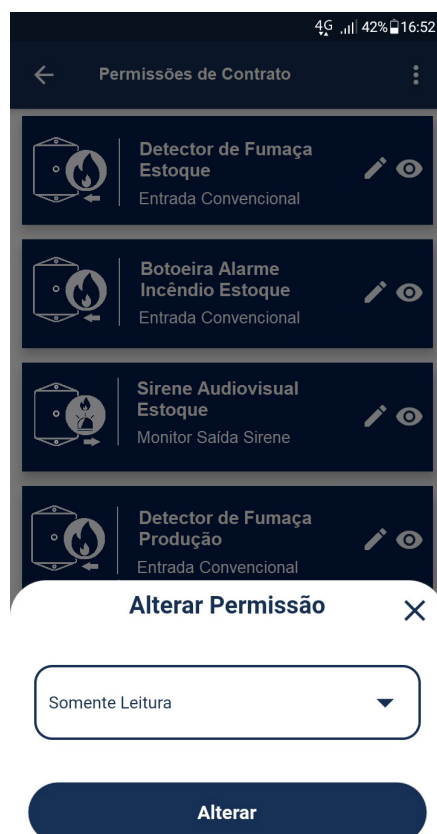 4G 42% 16:52
Permissões de Contrato
Detector de Fumaça
Estoque
Entrada Convencional
Botoeira Alarme
Incêndio Estoque
Entrada Convencional
Sirene Audiovisual
Estoque
Monitor Saída Sirene
Detector de Fumaça
Produção
Entrada Convencional
Alterar Permissão
Somente Leitura
Alterar